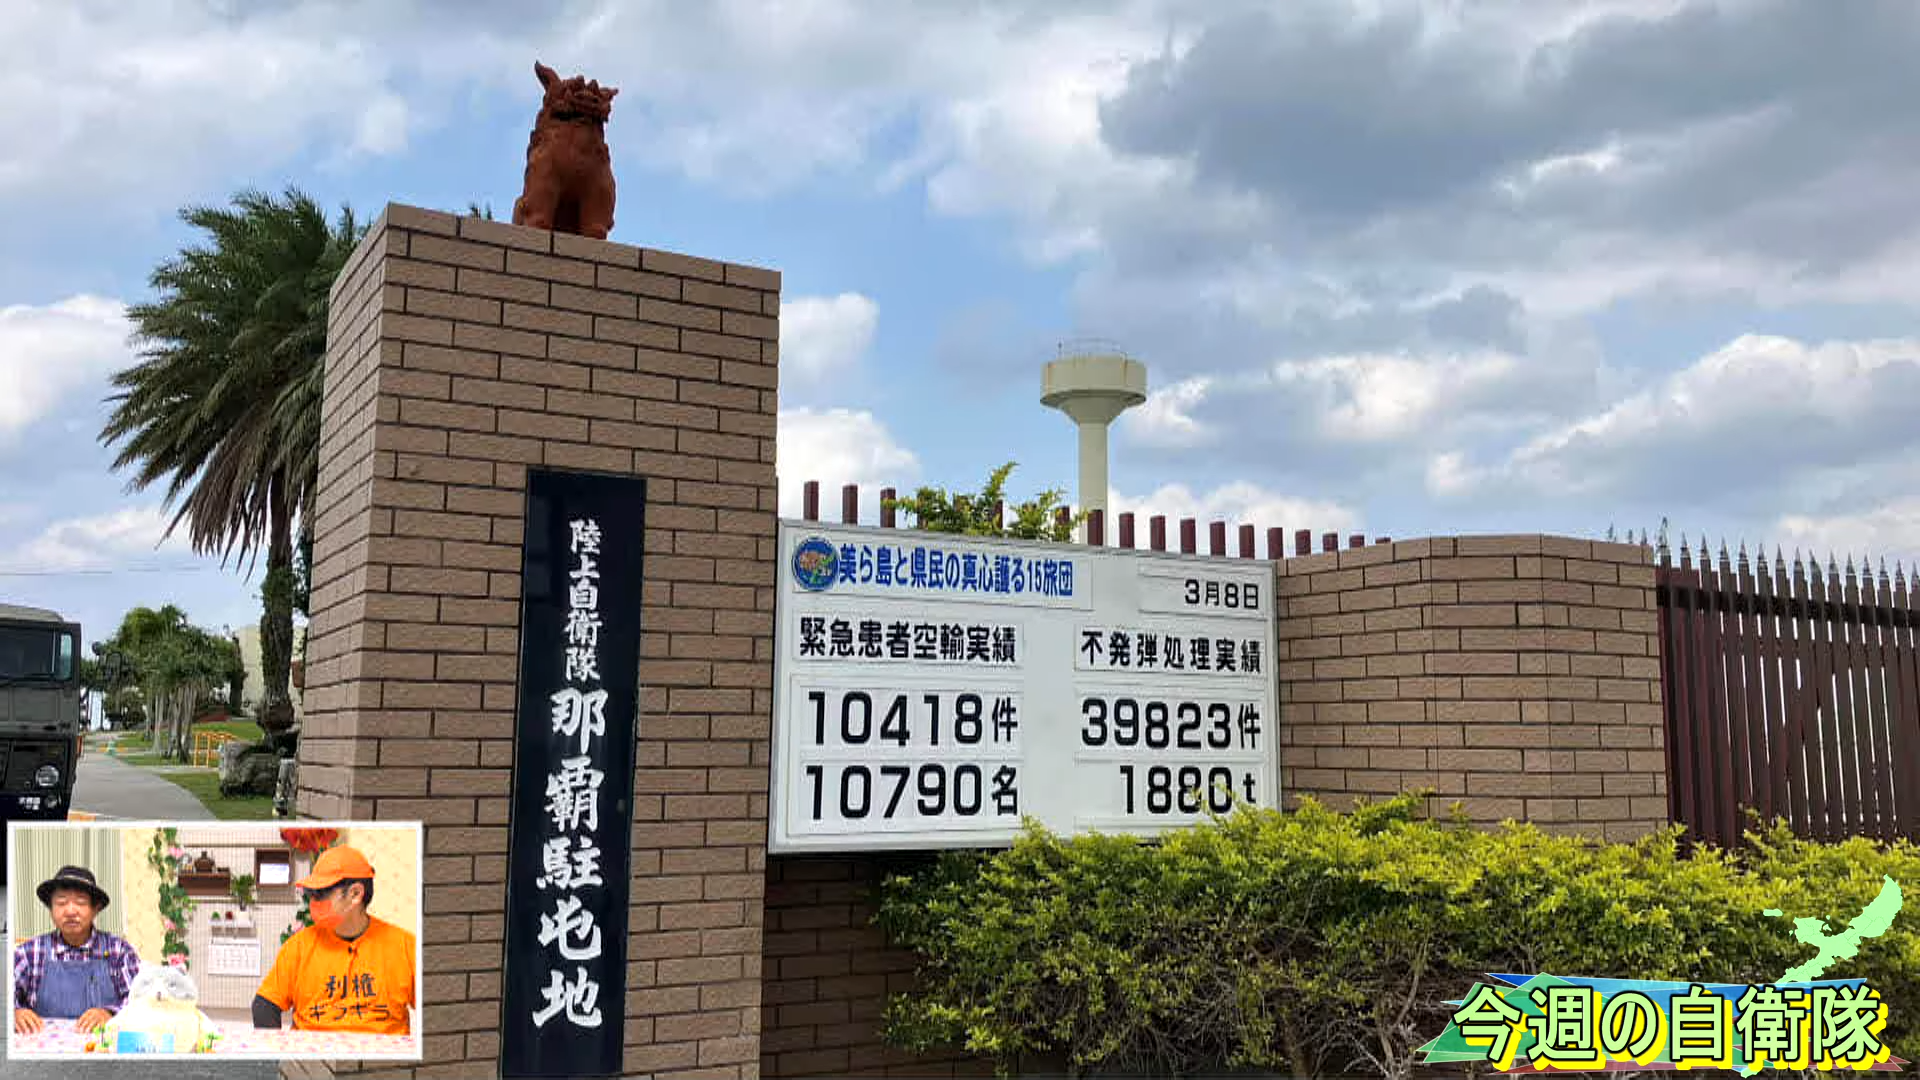 陸上自衛隊 那覇駐屯地
美ら島と県民の真心護る15旅団
3月8日
緊急患者空輸実績
不発弾処理実績
10418件
39823件
10790名
1880t
利権
ギラギラ
今週の自衛隊